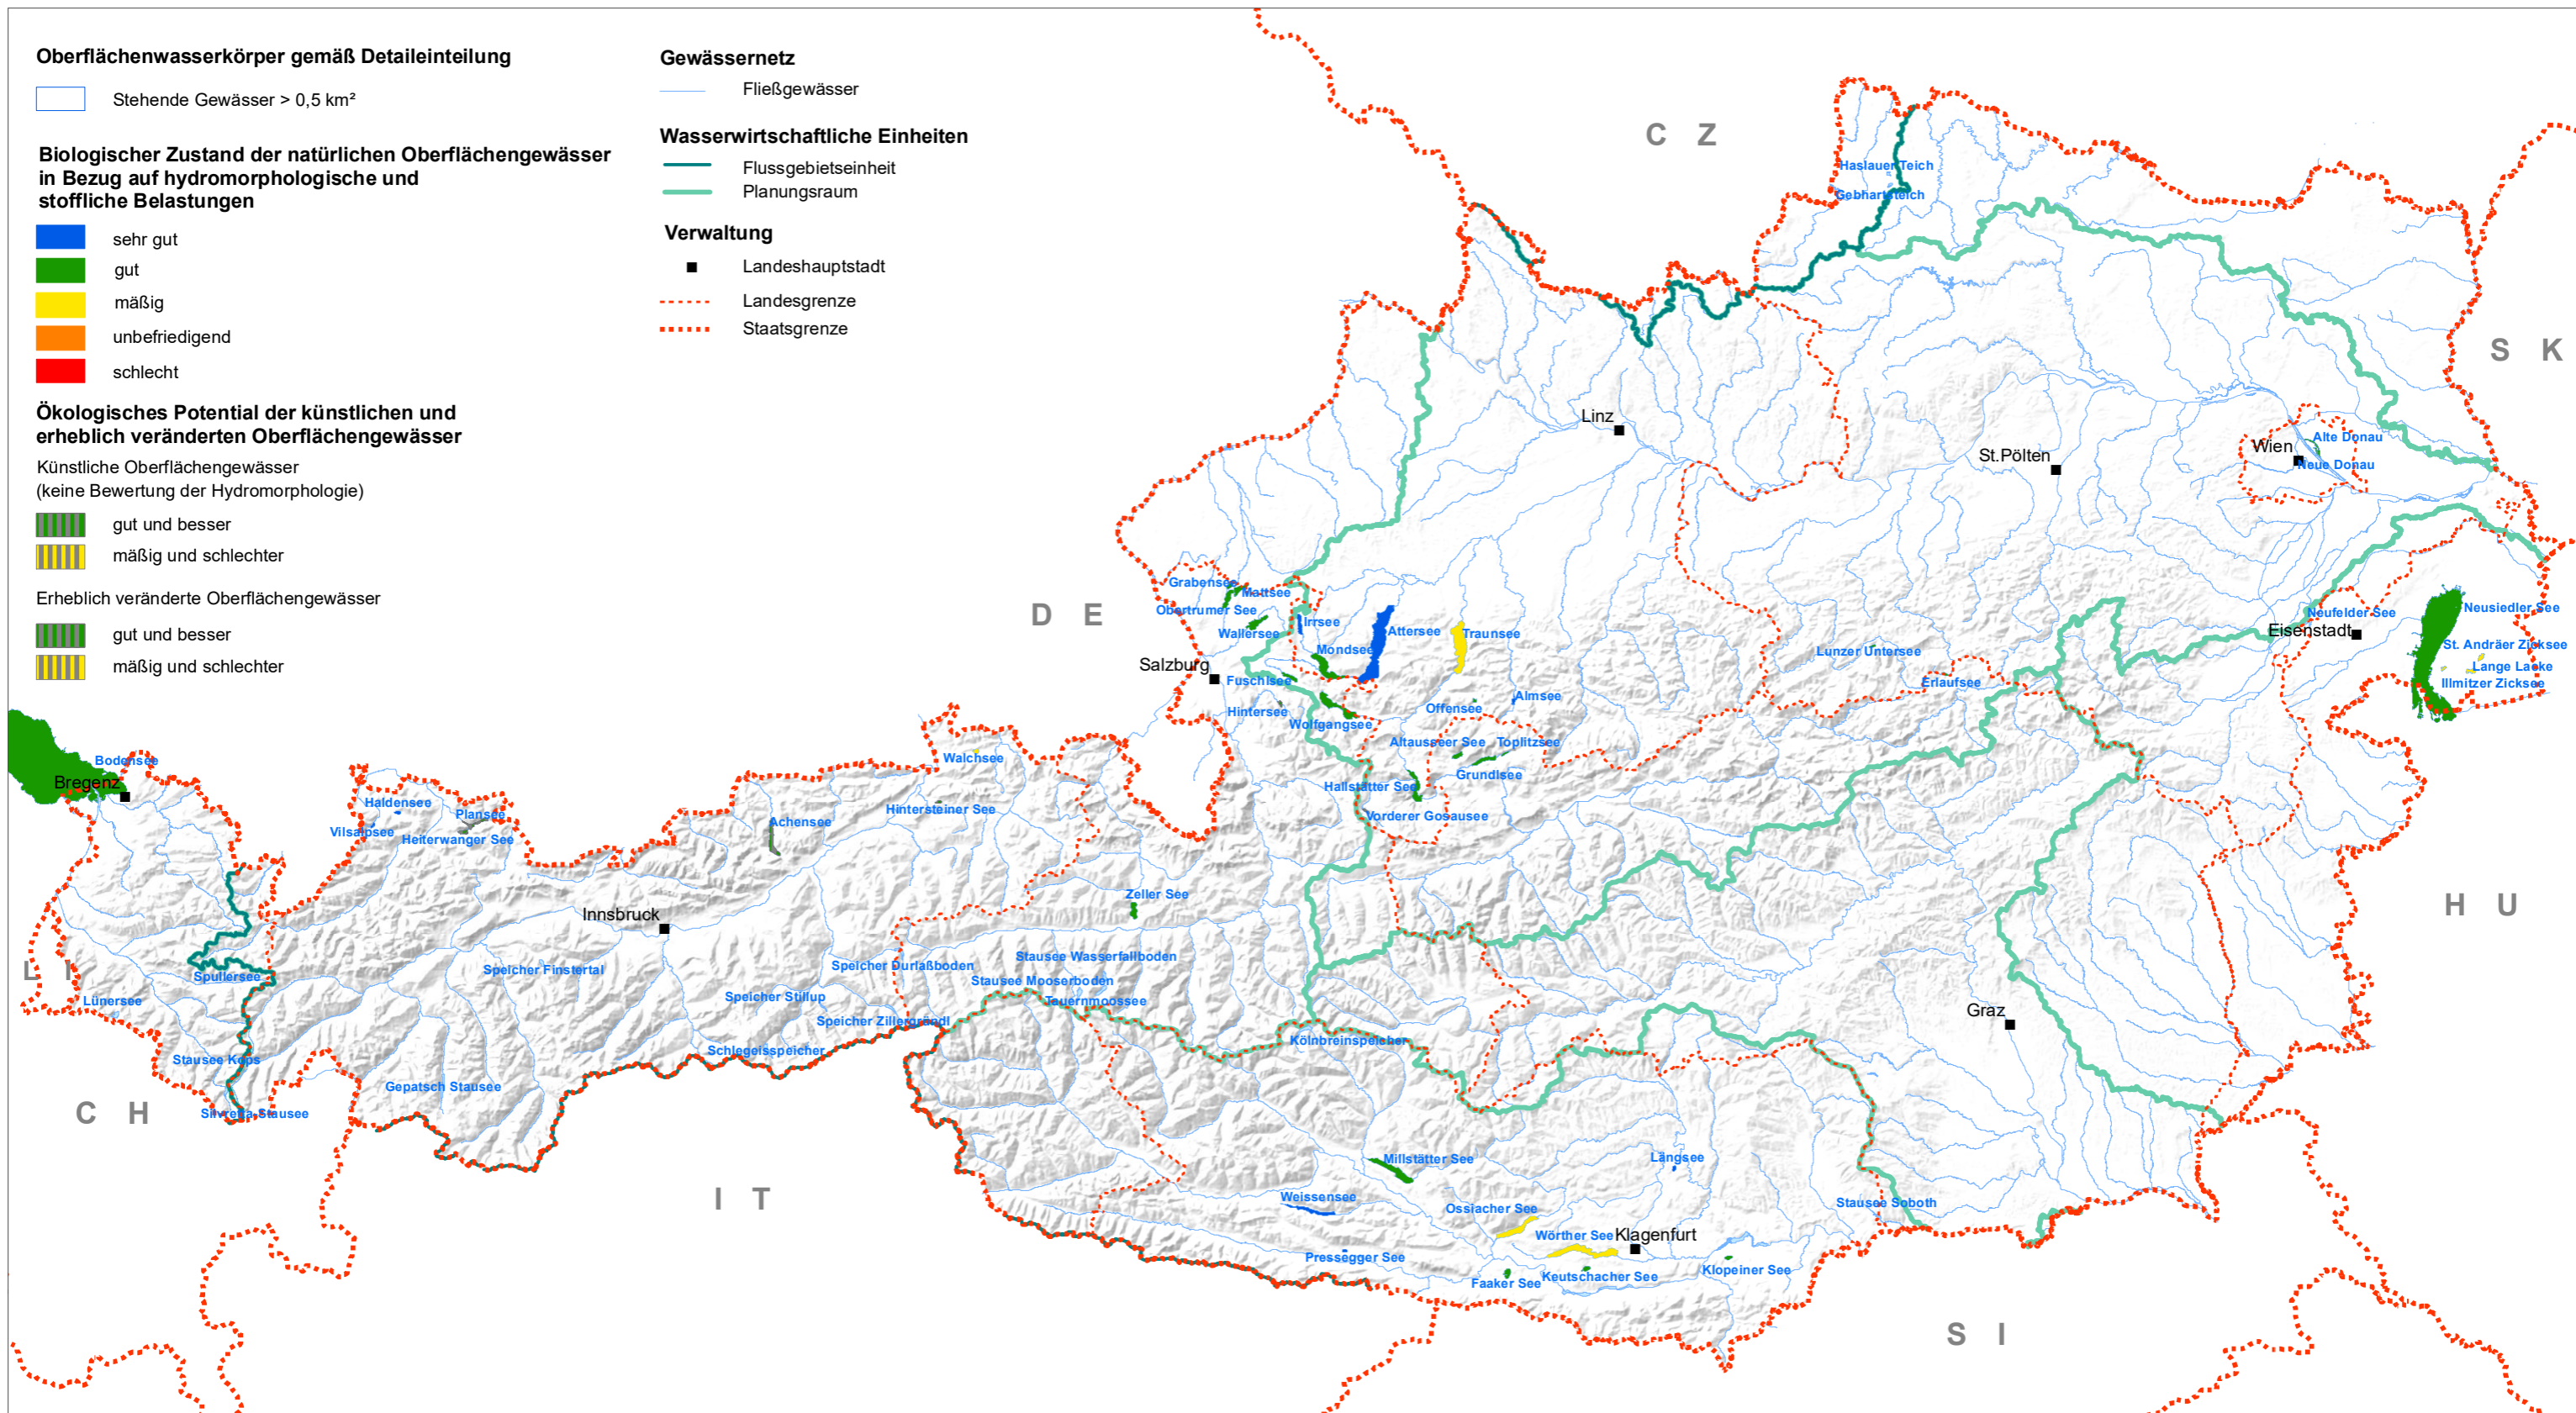 Oberflächenwasserkörper gemäß Detaileinteilung
Stehende Gewässer > 0,5 km²
Biologischer Zustand der natürlichen Oberflächengewässer
in Bezug auf hydromorphologische und
stoffliche Belastungen
sehr gut
gut
mäßig
unbefriedigend
schlecht
Ökologisches Potential der künstlichen und
erheblich veränderten Oberflächengewässer
Künstliche Oberflächengewässer
(keine Bewertung der Hydromorphologie)
gut und besser
mäßig und schlechter
Erheblich veränderte Oberflächengewässer
gut und besser
mäßig und schlechter
Gewässernetz
Fließgewässer
Wasserwirtschaftliche Einheiten
Flussgebietseinheit
Planungsraum
Verwaltung
Landeshauptstadt
Landesgrenze
Staatsgrenze
C Z
Haslauer Teich
Gebhartsteich
S K
Linz
St.Pölten
Wien
Alte Donau
Neue Donau
D E
Grabensee
Mattsee
Obertrumer See
Wallersee
Irrsee
Attersee
Traunsee
Mondsee
Salzburg
Fuschlsee
Hintersee
Wolfgangsee
Offensee
Almsee
Altausseer See
Toplitzsee
Grundlsee
Hallstätter See
Vorderer Gosausee
Lunzer Untersee
Erlaufsee
Neufelder See
Eisenstadt
Neusiedler See
St. Andräer Zicksee
Lange Lacke
Illmitzer Zicksee
Bodensee
Bregenz
Haldensee
Plansee
Vilsalpsee
Heiterwanger See
Walchsee
Hintersteiner See
Achensee
Zeller See
Innsbruck
L I
Spullersee
Lünersee
Speicher Finstertal
Speicher Durlaßboden
Stausee Wasserfallboden
Stausee Mooserboden
Tauernmoossee
Speicher Stillup
Speicher Zillergründl
Schlegeisspeicher
Kölnbreinspeicher
Stausee Kops
Gepatsch Stausee
Silvretta-Stausee
C H
I T
H U
Graz
Millstätter See
Längsee
Weissensee
Ossiacher See
Stausee Soboth
Wörther See
Klagenfurt
Pressegger See
Faaker See
Keutschacher See
Klopeiner See
S I